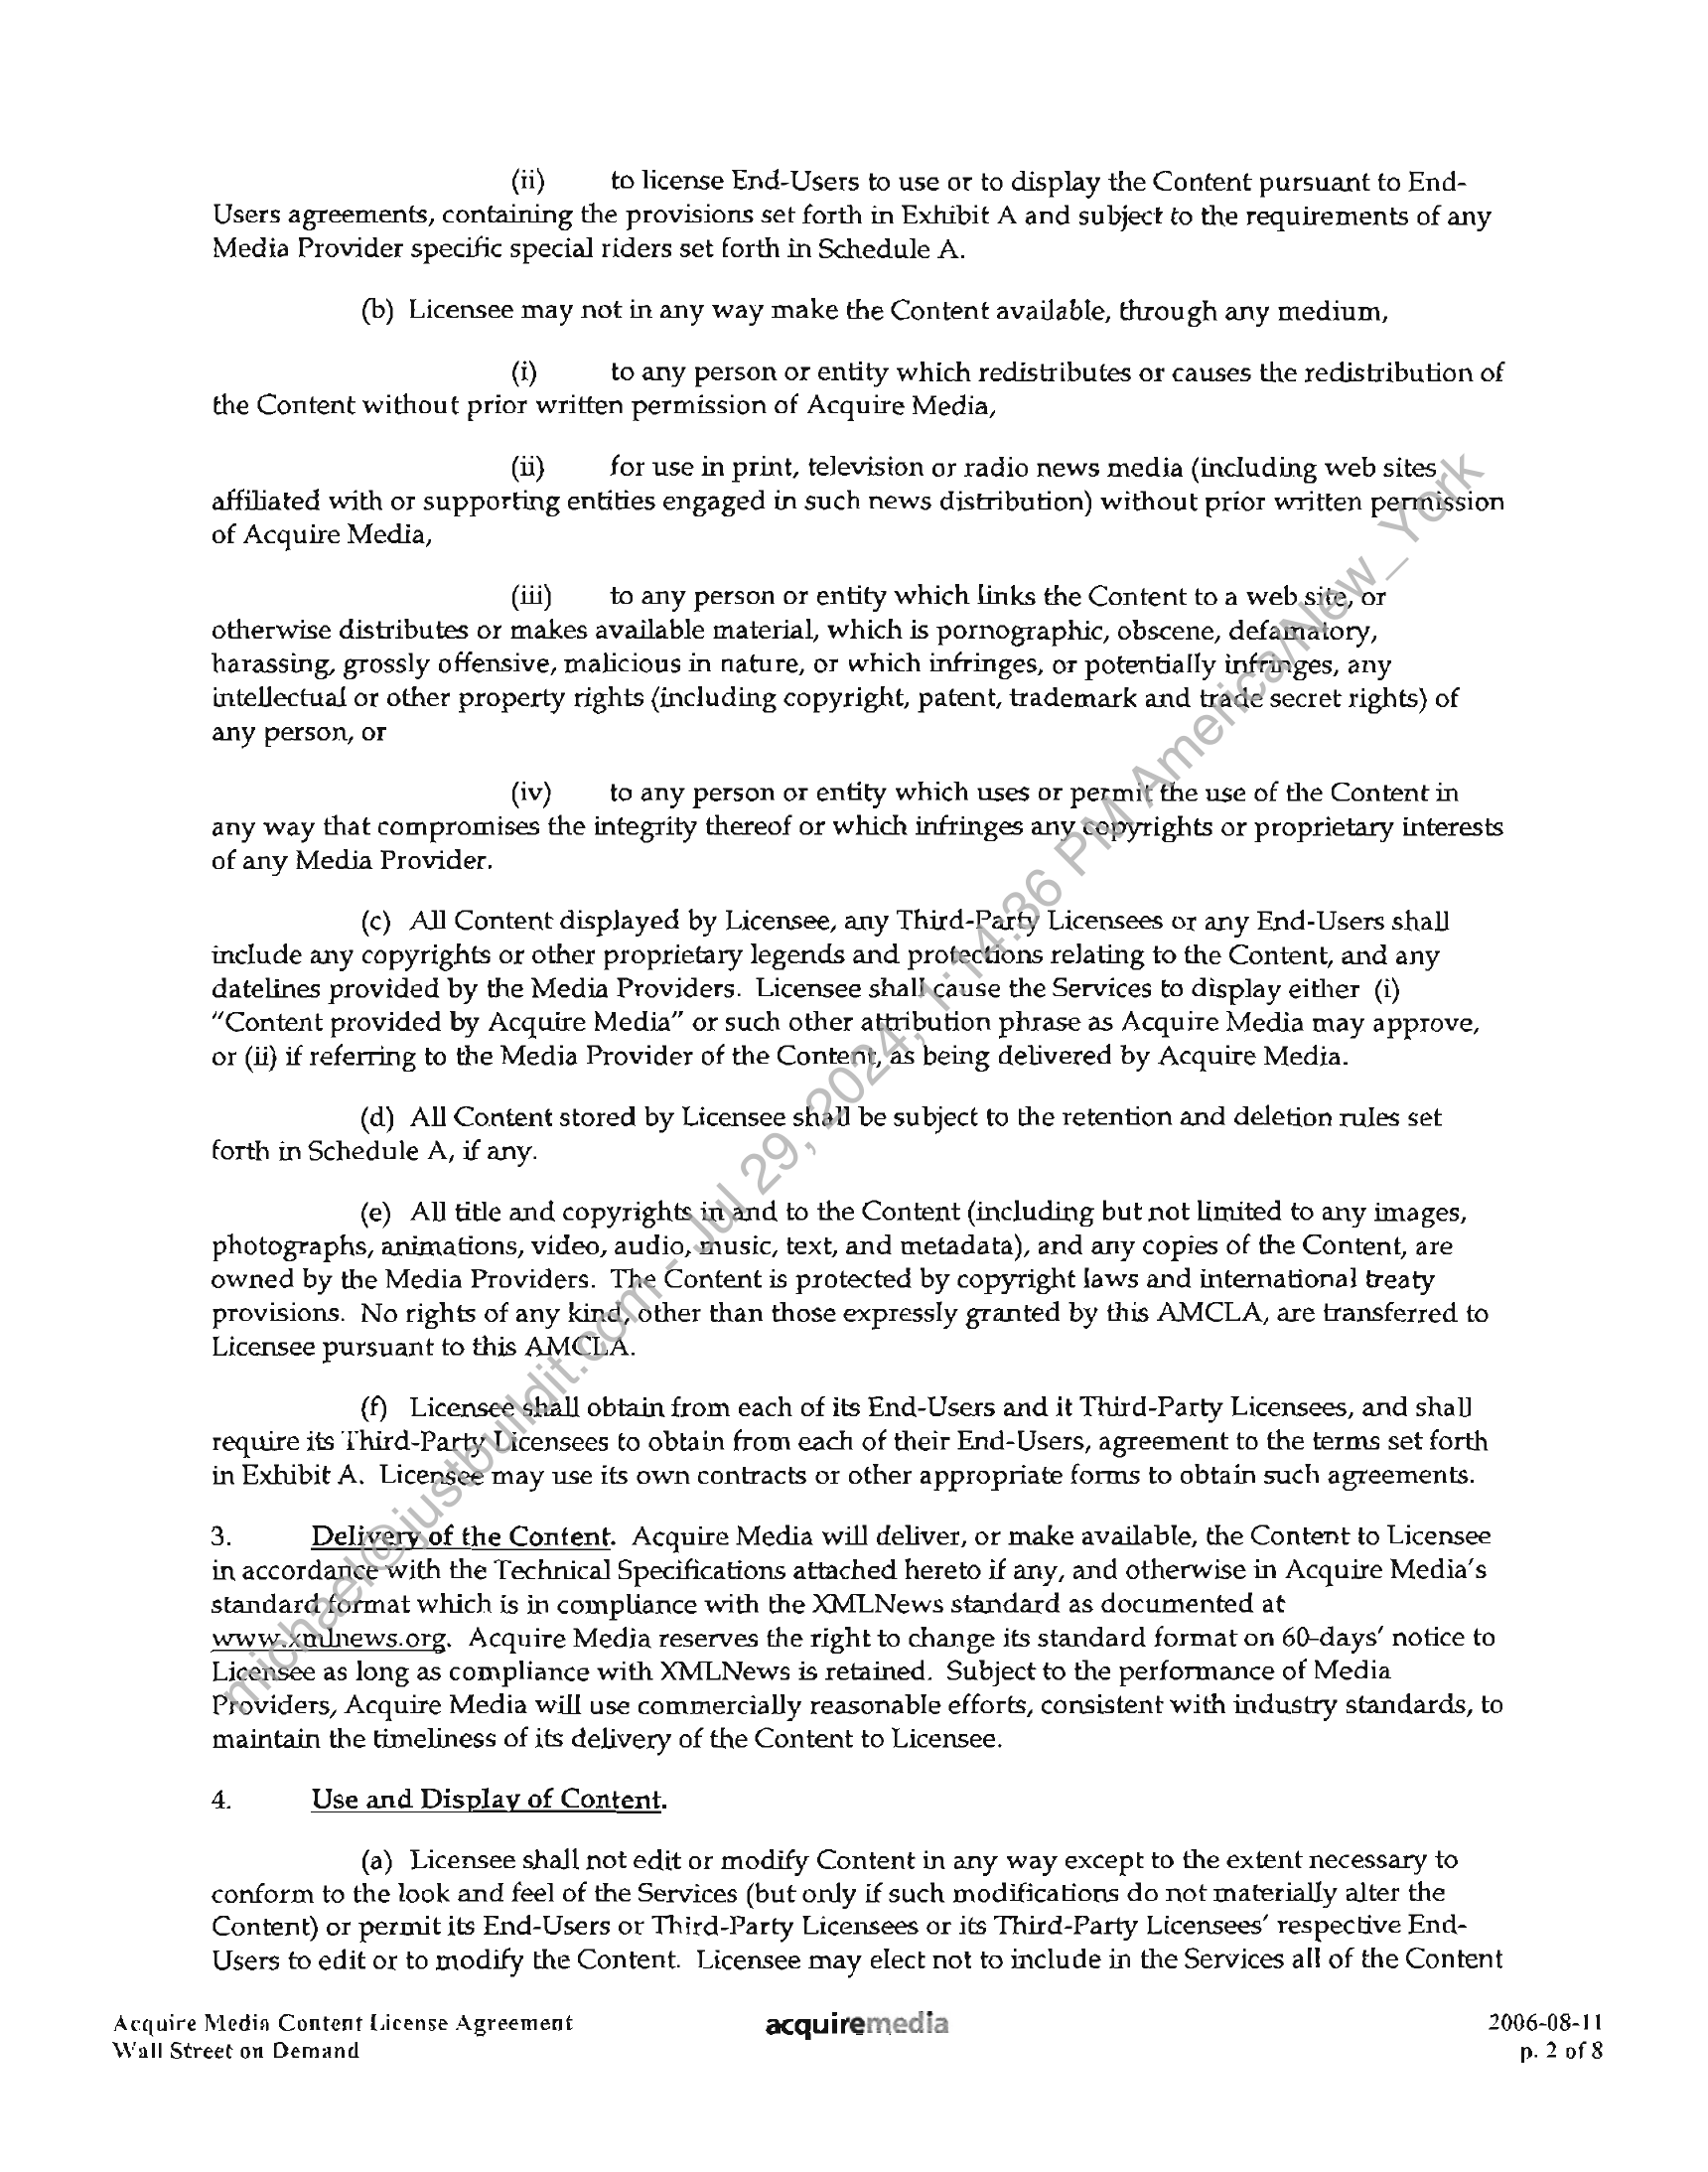 (ii) to license End-Users to use or to display the Content pursuant to End-
Users agreements, containing the provisions set forth in Exhibit A and subject to the requirements of any
Media Provider specific special riders set forth in Schedule A.
(b) Licensee may not in any way make the Content available, through any medium,
(i) to any person or entity which redistributes or causes the redistribution of
the Content without prior written permission of Acquire Media,
(ii) for use in print, television or radio news media (including web sites
affiliated with or supporting entities engaged in such news distribution) without prior written permission
of Acquire Media,
(iii) to any person or entity which links the Content to a web site, or
otherwise distributes or makes available material, which is pornographic, obscene, defamatory,
harassing, grossly offensive, malicious in nature, or which infringes, or potentially infringes, any
intellectual or other property rights (including copyright, patent, trademark and trade secret rights) of
any person, or
(iv) to any person or entity which uses or permit the use of the Content in
any way that compromises the integrity thereof or which infringes any copyrights or proprietary interests
of any Media Provider.
(c) All Content displayed by Licensee, any Third-Party Licensees or any End-Users shall
include any copyrights or other proprietary legends and protections relating to the Content, and any
datelines provided by the Media Providers. Licensee shall cause the Services to display either (i)
"Content provided by Acquire Media" or such other attribution phrase as Acquire Media may approve,
or (ii) if referring to the Media Provider of the Content, as being delivered by Acquire Media.
(d) All Content stored by Licensee shall be subject to the retention and deletion rules set
forth in Schedule A, if any.
(e) All title and copyrights in and to the Content (including but not limited to any images,
photographs, animations, video, audio, music, text, and metadata), and any copies of the Content, are
owned by the Media Providers. The Content is protected by copyright laws and international treaty
provisions. No rights of any kind, other than those expressly granted by this AMCLA, are transferred to
Licensee pursuant to this AMCLA.
(f) Licensee shall obtain from each of its End-Users and it Third-Party Licensees, and shall
require its Third-Party Licensees to obtain from each of their End-Users, agreement to the terms set forth
in Exhibit A. Licensee may use its own contracts or other appropriate forms to obtain such agreements.
3. Delivery of the Content. Acquire Media will deliver, or make available, the Content to Licensee
in accordance with the Technical Specifications attached hereto if any, and otherwise in Acquire Media's
standard format which is in compliance with the XMLNews standard as documented at
www.xmlnews.org. Acquire Media reserves the right to change its standard format on 60-days' notice to
Licensee as long as compliance with XMLNews is retained. Subject to the performance of Media
Providers, Acquire Media will use commercially reasonable efforts, consistent with industry standards, to
maintain the timeliness of its delivery of the Content to Licensee.
4. Use and Display of Content.
(a) Licensee shall not edit or modify Content in any way except to the extent necessary to
conform to the look and feel of the Services (but only if such modifications do not materially alter the
Content) or permit its End-Users or Third-Party Licensees or its Third-Party Licensees' respective End-
Users to edit or to modify the Content. Licensee may elect not to include in the Services all of the Content
Acquire Media Content License Agreement
Wall Street on Demand
acquiremedia
2006-08-11
p. 2 of 8
michael@justbuildit.com - Jul 29, 2024, 1:14:36 PM America/New_York